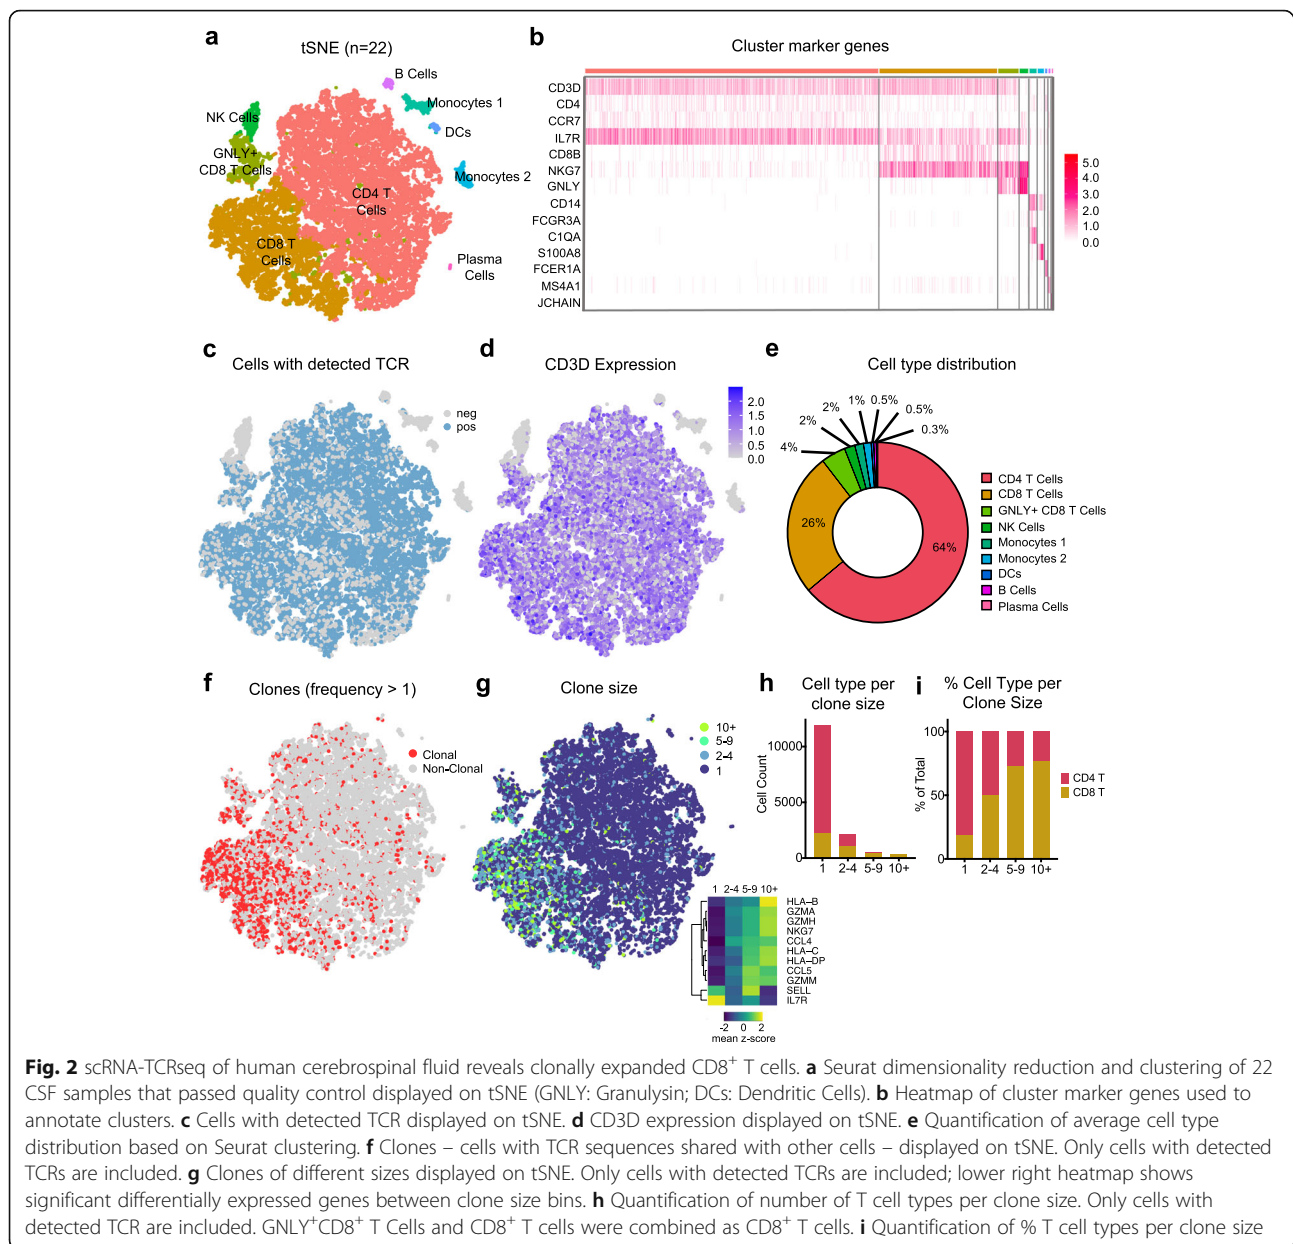 a
tSNE (n=22)
B Cells
Monocytes 1
DCs
NK Cells
GNLY+
CD8 T Cells
Monocytes 2
CD4 T
Cells
CD8 T
Cells
Plasma
Cells
b
Cluster marker genes
CD3D
CD4
CCR7
IL7R
CD8B
NKG7
GNLY
CD14
FCGR3A
C1QA
S100A8
FCER1A
MS4A1
JCHAIN
5.0
4.0
3.0
2.0
1.0
0.0
c
Cells with detected TCR
neg
pos
d
CD3D Expression
2.0
1.5
1.0
0.5
0.0
e
Cell type distribution
4%
2%
2%
1%
0.5%
0.5%
0.3%
26%
64%
CD4 T Cells
CD8 T Cells
GNLY+ CD8 T Cells
NK Cells
Monocytes 1
Monocytes 2
DCs
B Cells
Plasma Cells
f
Clones (frequency > 1)
Clonal
Non-Clonal
g
Clone size
10+
5-9
2-4
1
1 2-4 5-9 10+
HLA-B
GZMA
GZMH
NKG7
CCL4
HLA-C
HLA-DP
CCL5
GZMM
SELL
IL7R
-2 0 2
mean z-score
h
Cell type per
clone size
Cell Count
10000
5000
0
1 2-4 5-9 10+
i
% Cell Type per
Clone Size
% of Total
100
50
0
1 2-4 5-9 10+
CD4 T
CD8 T
Fig. 2 scRNA-TCRseq of human cerebrospinal fluid reveals clonally expanded CD8+ T cells. a Seurat dimensionality reduction and clustering of 22
CSF samples that passed quality control displayed on tSNE (GNLY: Granulysin; DCs: Dendritic Cells). b Heatmap of cluster marker genes used to
annotate clusters. c Cells with detected TCR displayed on tSNE. d CD3D expression displayed on tSNE. e Quantification of average cell type
distribution based on Seurat clustering. f Clones – cells with TCR sequences shared with other cells – displayed on tSNE. Only cells with detected
TCRs are included. g Clones of different sizes displayed on tSNE. Only cells with detected TCRs are included; lower right heatmap shows
significant differentially expressed genes between clone size bins. h Quantification of number of T cell types per clone size. Only cells with
detected TCR are included. GNLY+CD8+ T Cells and CD8+ T cells were combined as CD8+ T cells. i Quantification of % T cell types per clone size